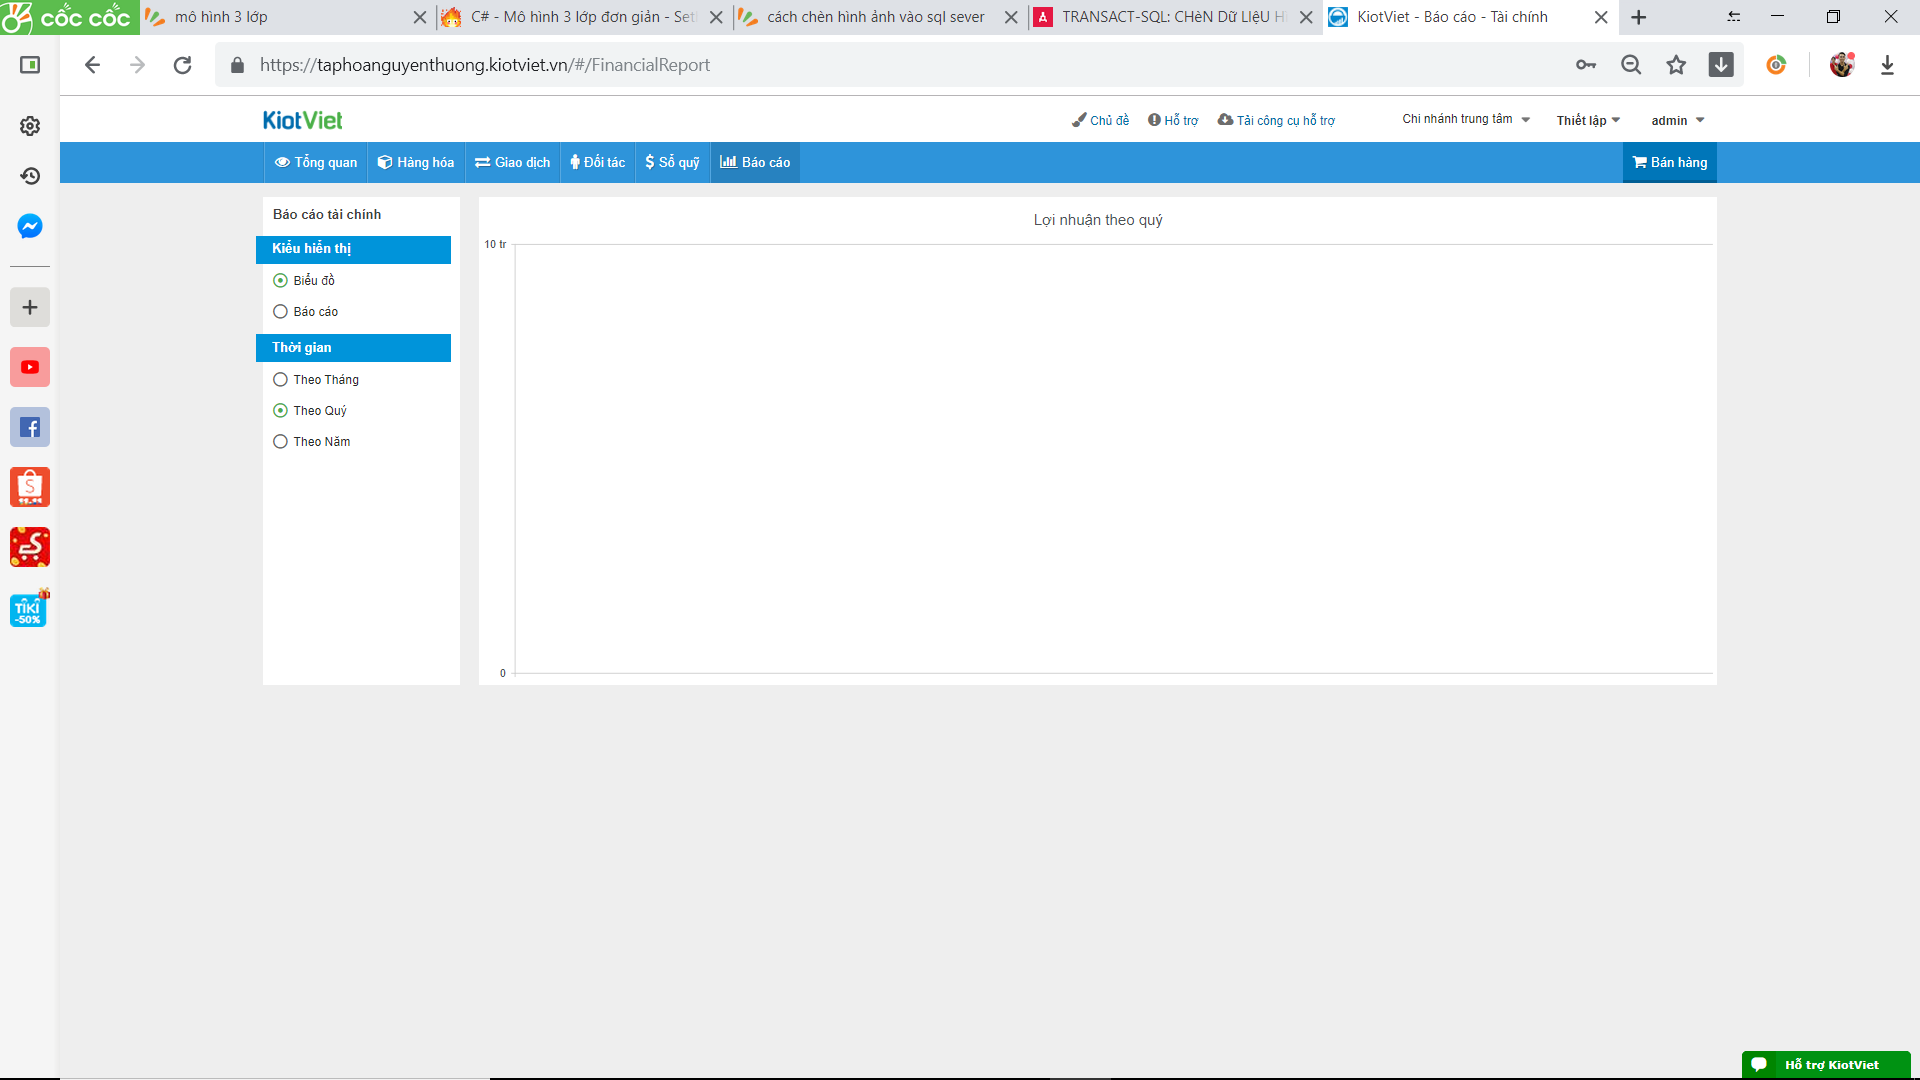 cốc cốc
mô hình 3 lớp
C# - Mô hình 3 lớp đơn giản - Set
cách chèn hình ảnh vào sql sever
TRANSACT-SQL: CHèN Dữ LIệU H
KiotViet - Báo cáo - Tài chính
https://taphoanguyenthuong.kiotviet.vn/#/FinancialReport
KiotViet
Chủ đề
Hỗ trợ
Tải công cụ hỗ trợ
Chi nhánh trung tâm
Thiết lập
admin
Tổng quan
Hàng hóa
Giao dịch
Đối tác
Sổ quỹ
Báo cáo
Bán hàng
Báo cáo tài chính
Kiểu hiển thị
Biểu đồ
Báo cáo
Thời gian
Theo Tháng
Theo Quý
Theo Năm
Lợi nhuận theo quý
10 tr
0
TIKI
-50%
Hỗ trợ KiotViet